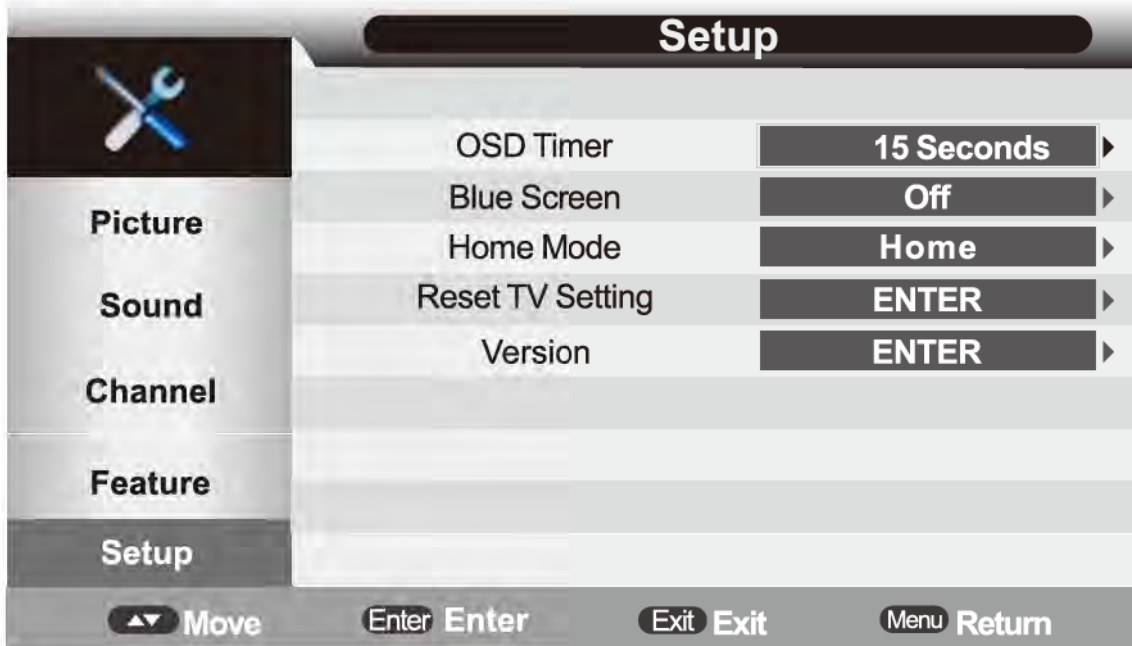 Setup
OSD Timer 15 Seconds
Blue Screen Off
Home Mode Home
Reset TV Setting ENTER
Version ENTER
Picture
Sound
Channel
Feature
Setup
Move Enter Enter Exit Exit Menu Return